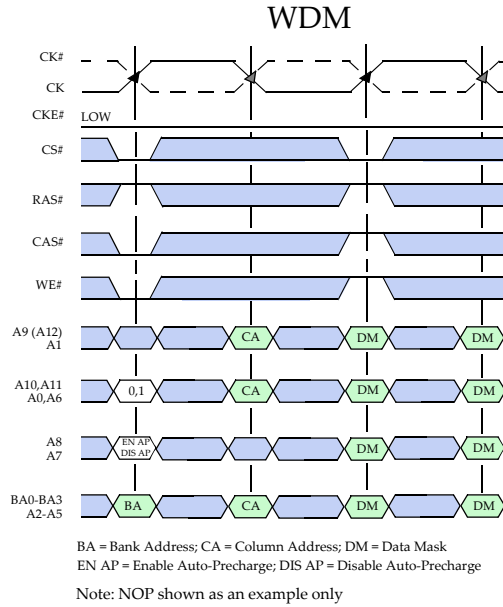 WDM
CK#
CK
CKE#
LOW
CS#
RAS#
CAS#
WE#
A9 (A12)
A1
CA DM DM
A10,A11
A0,A6
0,1 CA DM DM
A8
A7
EN AP
DIS AP
DM DM
BA0-BA3
A2-A5
BA CA DM DM
BA = Bank Address; CA = Column Address; DM = Data Mask
EN AP = Enable Auto-Precharge; DIS AP = Disable Auto-Precharge
Note: NOP shown as an example only